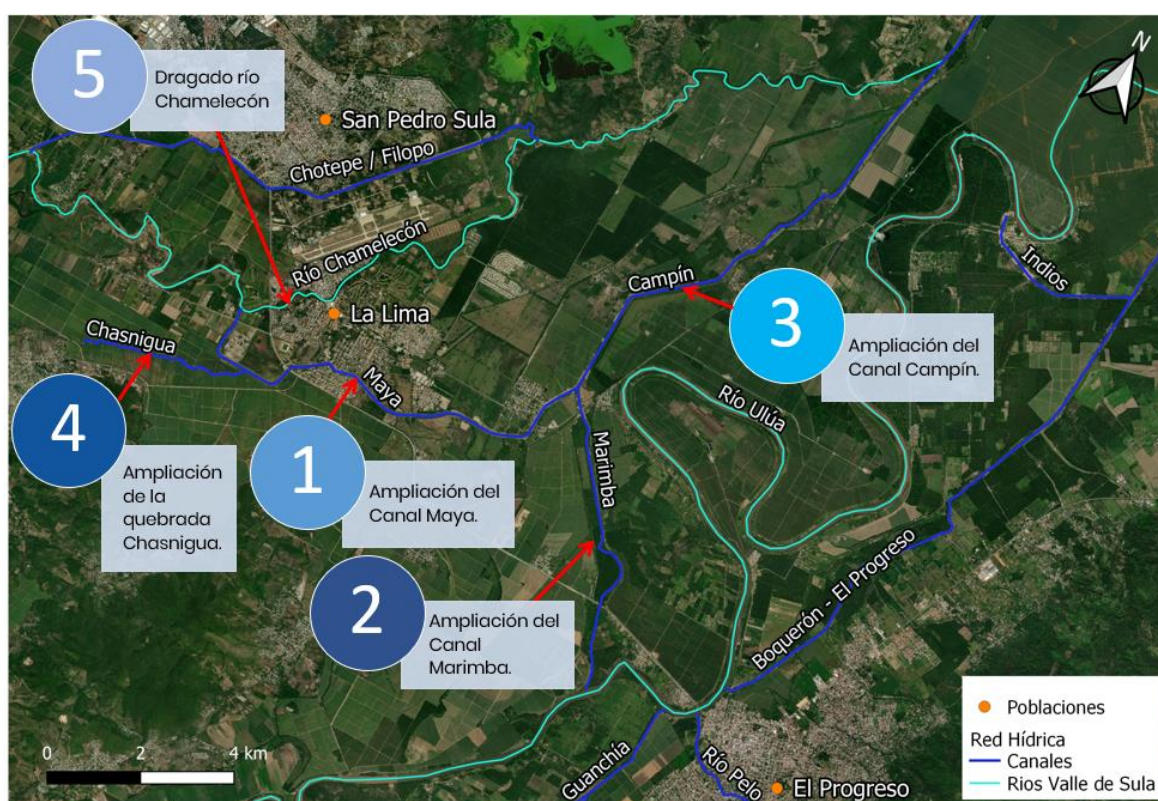 5
Dragado río
Chamelecón
San Pedro Sula
Chotepe / Filopo
N
Río Chamelecón
La Lima
Campín
Indios
3
Ampliación del
Canal Campín.
Chasnigua
Maya
Río Ulúa
4
Ampliación
de la
quebrada
Chasnigua.
1
Ampliación del
Canal Maya.
Marimba
2
Ampliación del
Canal
Marimba.
Boquerón - El Progreso
Guanchía
Río Pelo
El Progreso
0 2 4 km
Poblaciones
Red Hídrica
Canales
Rios Valle de Sula